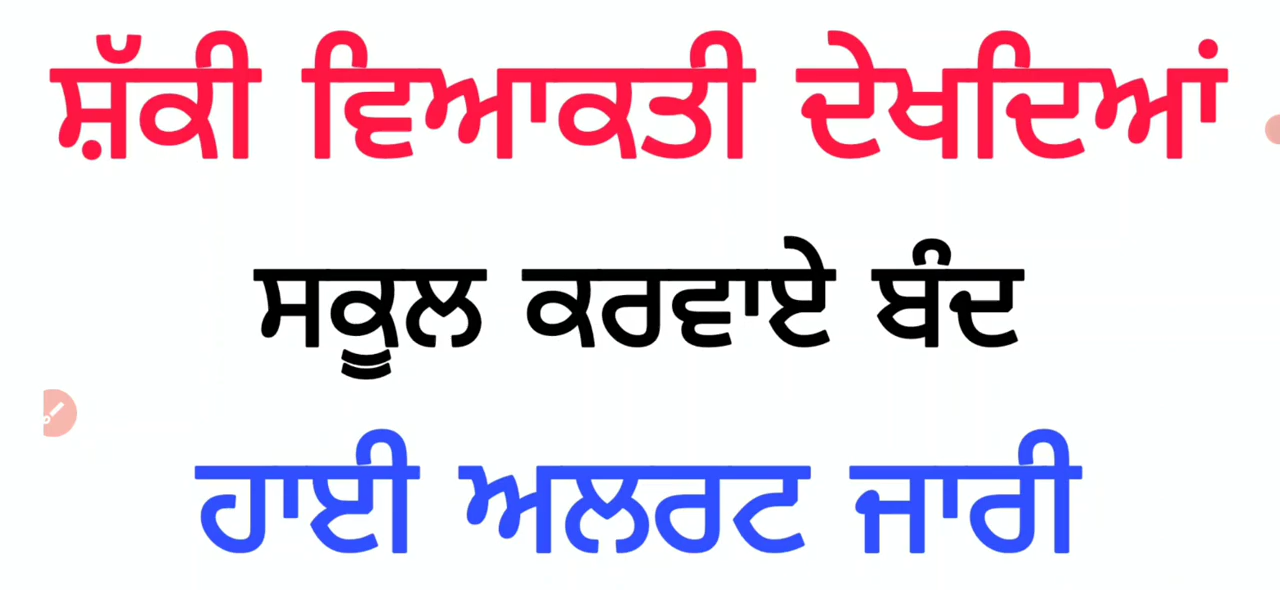 ਸ਼ੱਕੀ ਵਿਆਕਤੀ ਦੇਖਦਿਆਂ
ਸਕੂਲ ਕਰਵਾਏ ਬੰਦ
ਹਾਈ ਅਲਰਟ ਜਾਰੀ